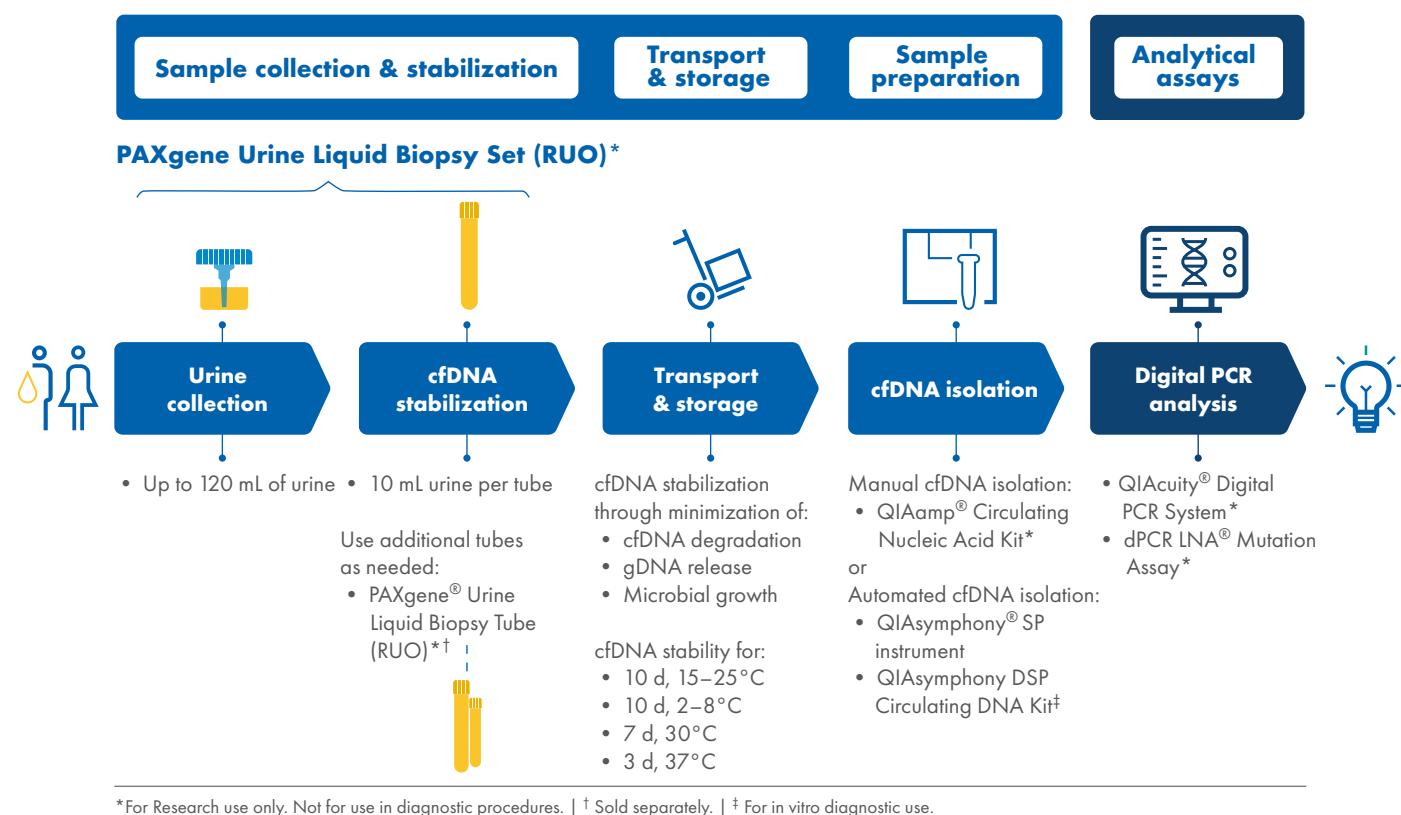 Sample collection & stabilization
Transport
& storage
Sample
preparation
Analytical
assays
PAXgene Urine Liquid Biopsy Set (RUO)*
Urine
collection
cfDNA
stabilization
Transport
& storage
cfDNA isolation
Digital PCR
analysis
• Up to 120 mL of urine
• 10 mL urine per tube
Use additional tubes
as needed:
• PAXgene® Urine
Liquid Biopsy Tube
(RUO)*†
cfDNA stabilization
through minimization of:
• cfDNA degradation
• gDNA release
• Microbial growth
cfDNA stability for:
• 10 d, 15–25°C
• 10 d, 2–8°C
• 7 d, 30°C
• 3 d, 37°C
Manual cfDNA isolation:
• QIAamp® Circulating
Nucleic Acid Kit*
or
Automated cfDNA isolation:
• QIAsymphony® SP
instrument
• QIAsymphony DSP
Circulating DNA Kit‡
• QIAcuity® Digital
PCR System*
• dPCR LNA® Mutation
Assay*
*For Research use only. Not for use in diagnostic procedures. | † Sold separately. | ‡ For in vitro diagnostic use.